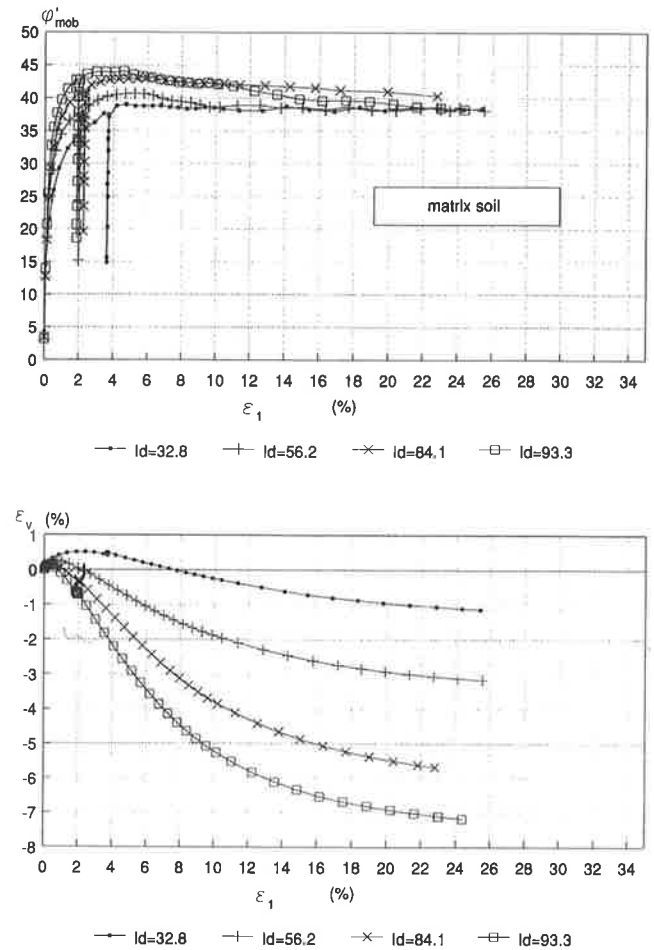 φ'mob
50
45
40
35
30
25
20
15
10
5
0
matrix soil
0 2 4 6 8 10 12 14 16 18 20 22 24 26 28 30 32 34
ε1 (%)
Id=32.8 Id=56.2 Id=84.1 Id=93.3
εv (%)
1
0
-1
-2
-3
-4
-5
-6
-7
-8
0 2 4 6 8 10 12 14 16 18 20 22 24 26 28 30 32 34
ε1 (%)
Id=32.8 Id=56.2 Id=84.1 Id=93.3